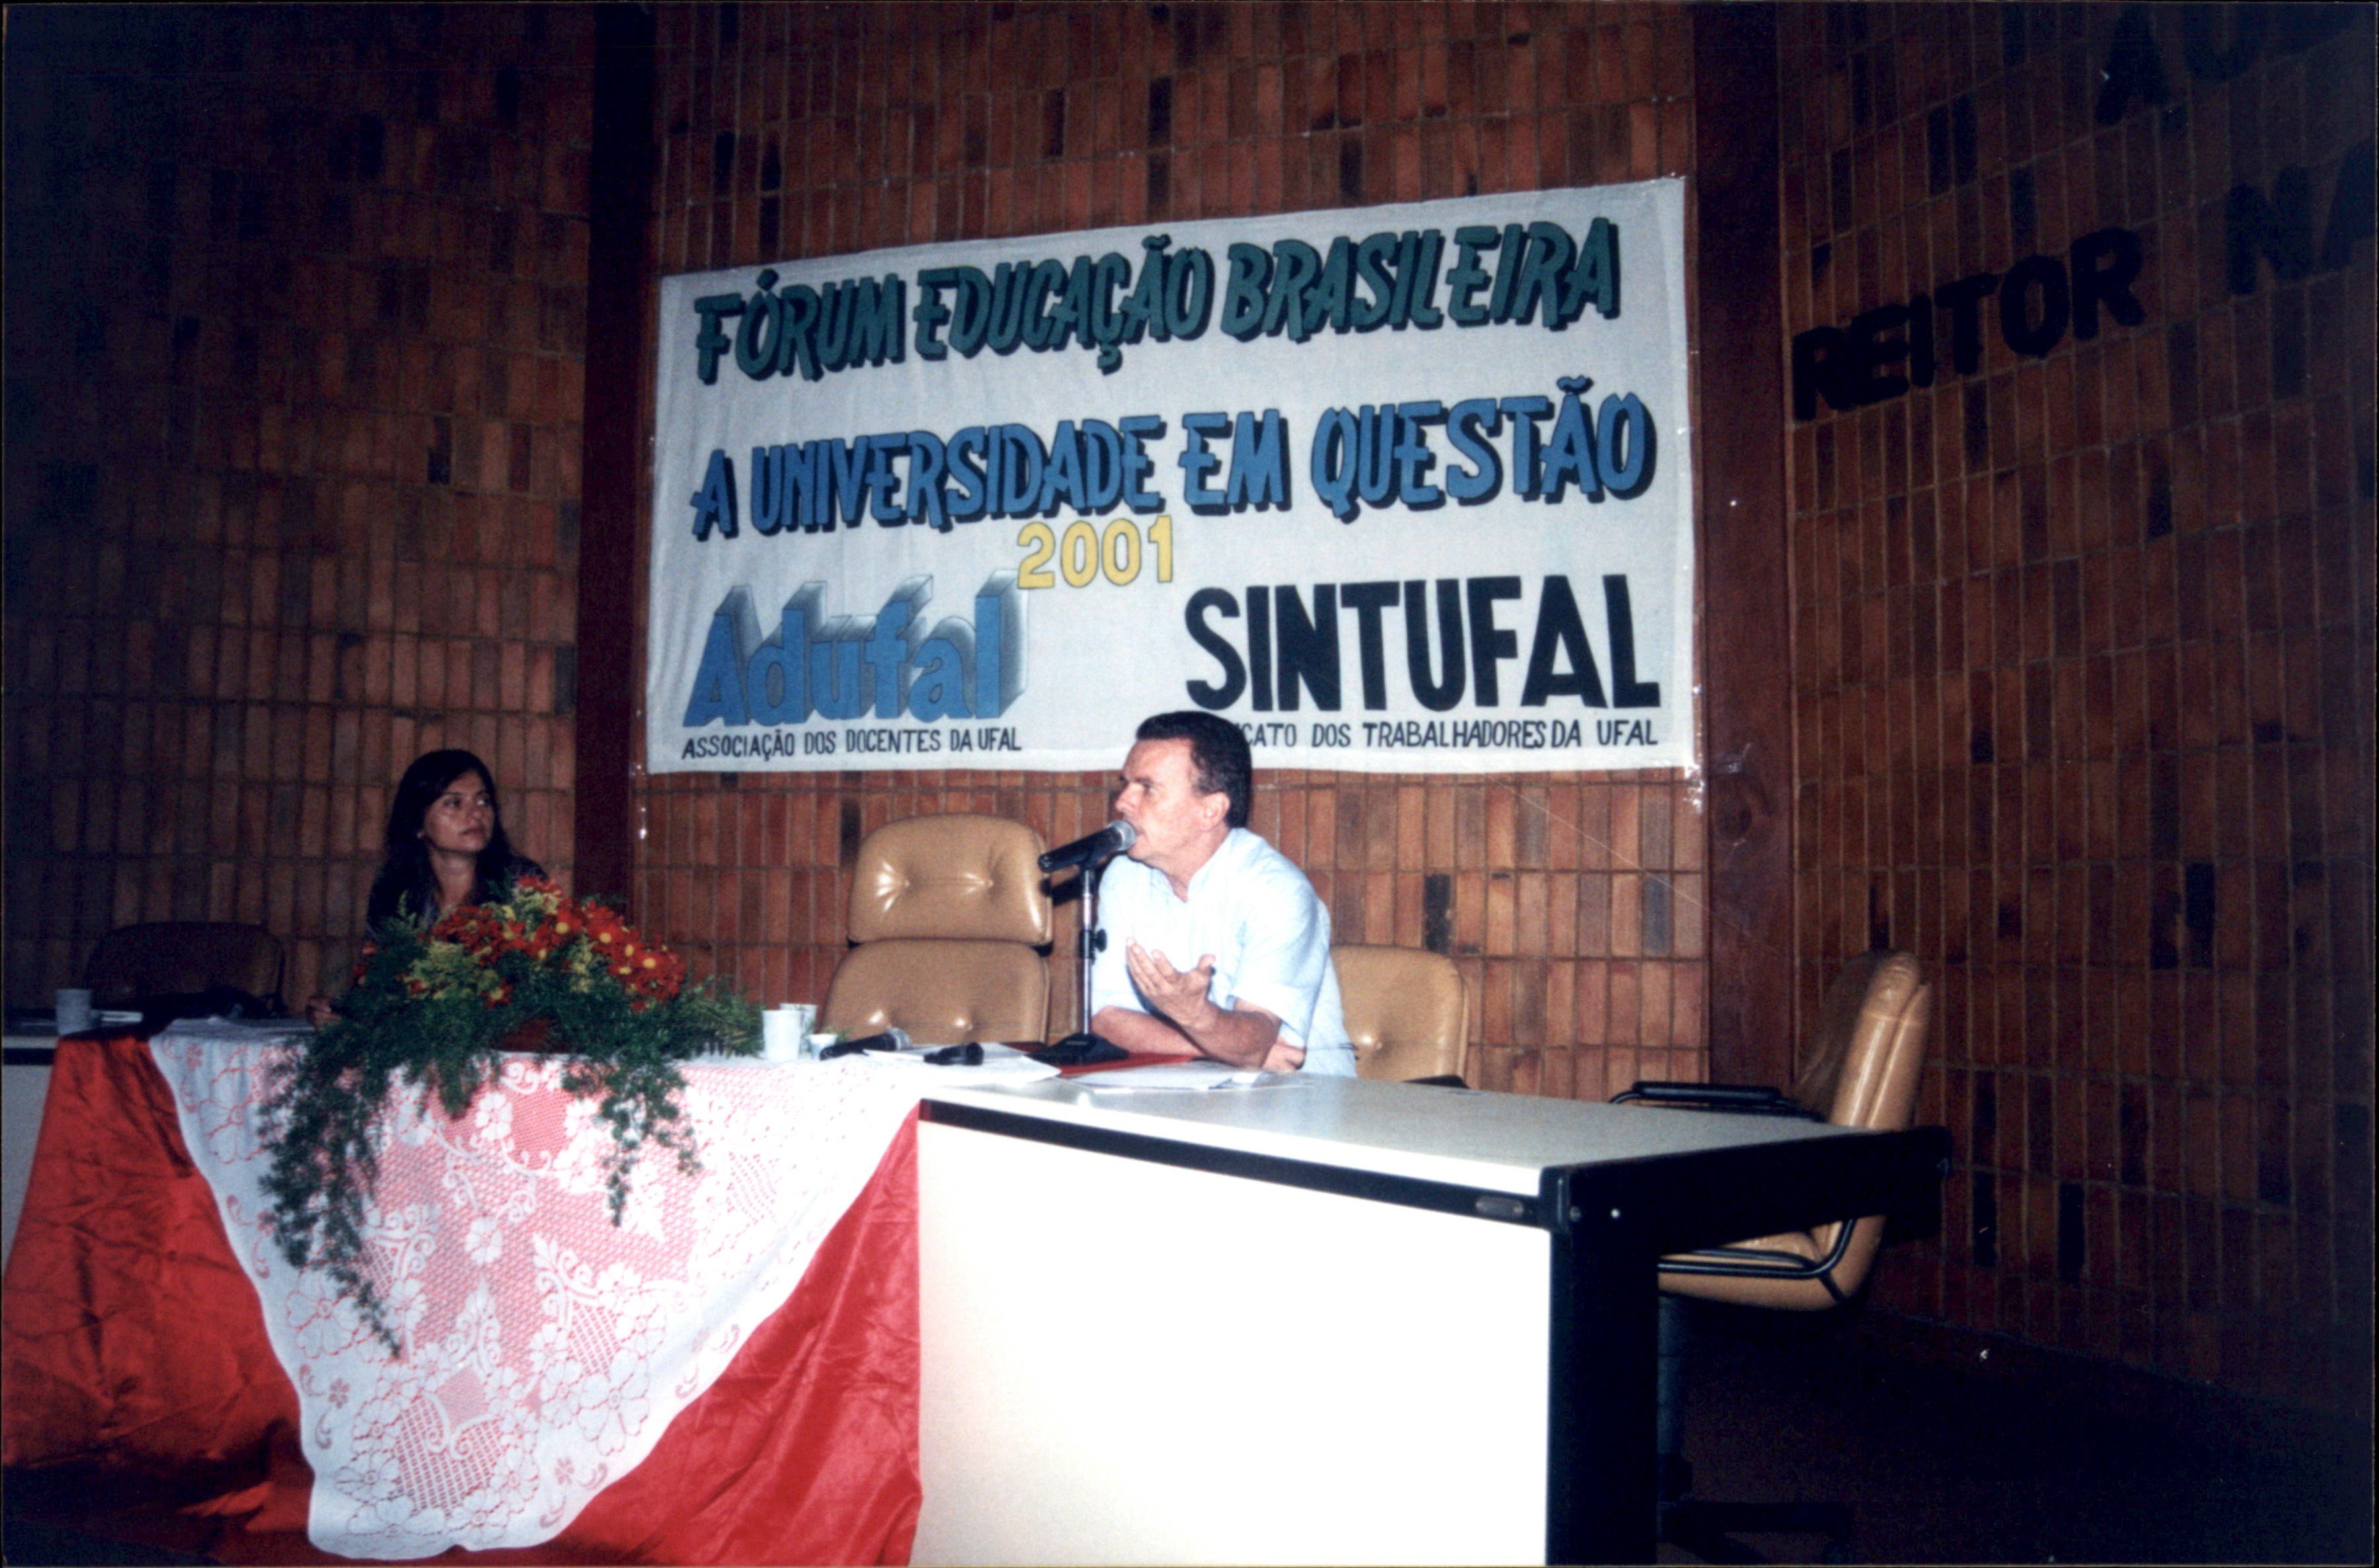 FÓRUM EDUCAÇÃO BRASILEIRA
A UNIVERSIDADE EM QUESTÃO
2001
Adufal
ASSOCIAÇÃO DOS DOCENTES DA UFAL
SINTUFAL
DOS TRABALHADORES DA UFAL
REITOR